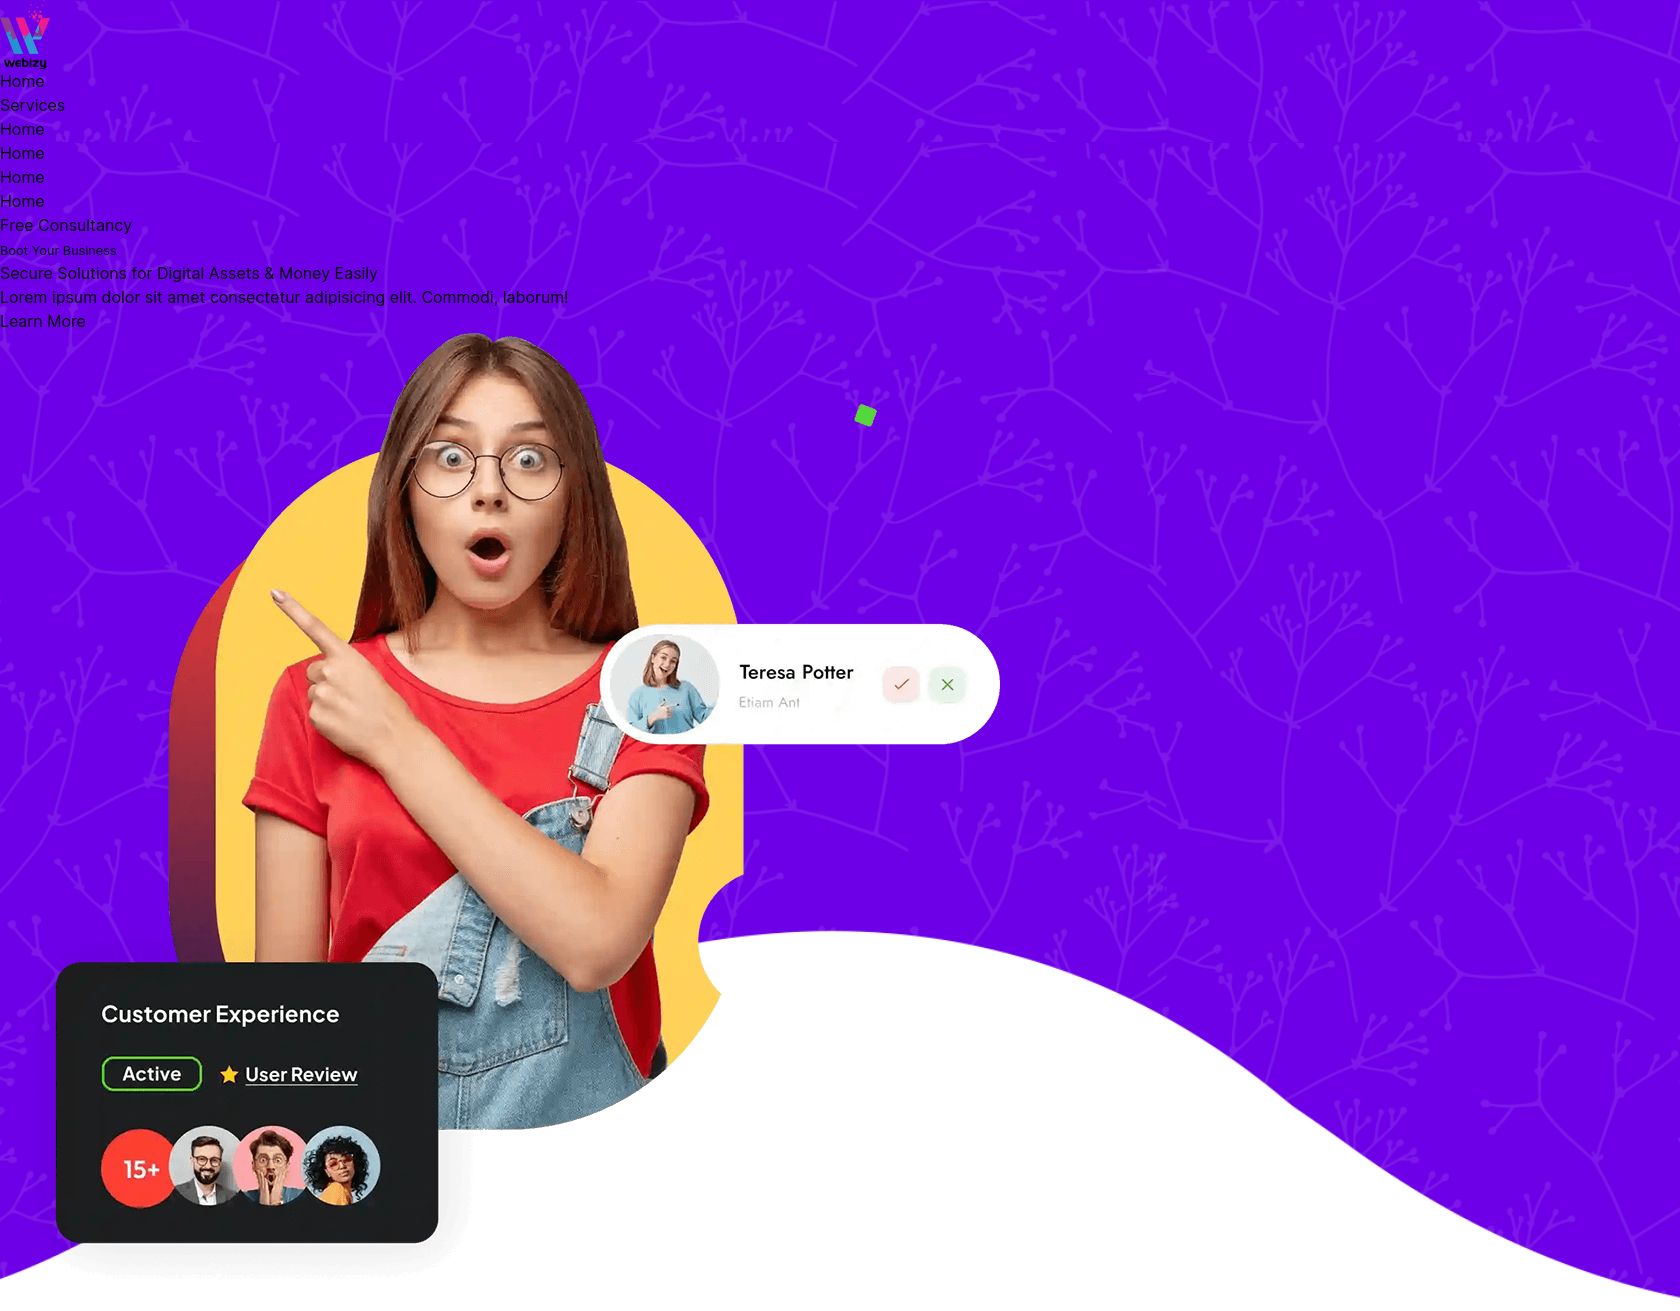 webizy
Home
Services
Home
Home
Home
Home
Free Consultancy
Boot Your Business
Secure Solutions for Digital Assets & Money Easily
Lorem ipsum dolor sit amet consectetur adipisicing elit. Commodi, laborum!
Learn More
Teresa Potter
Etiam Ant
Customer Experience
Active
User Review
15+